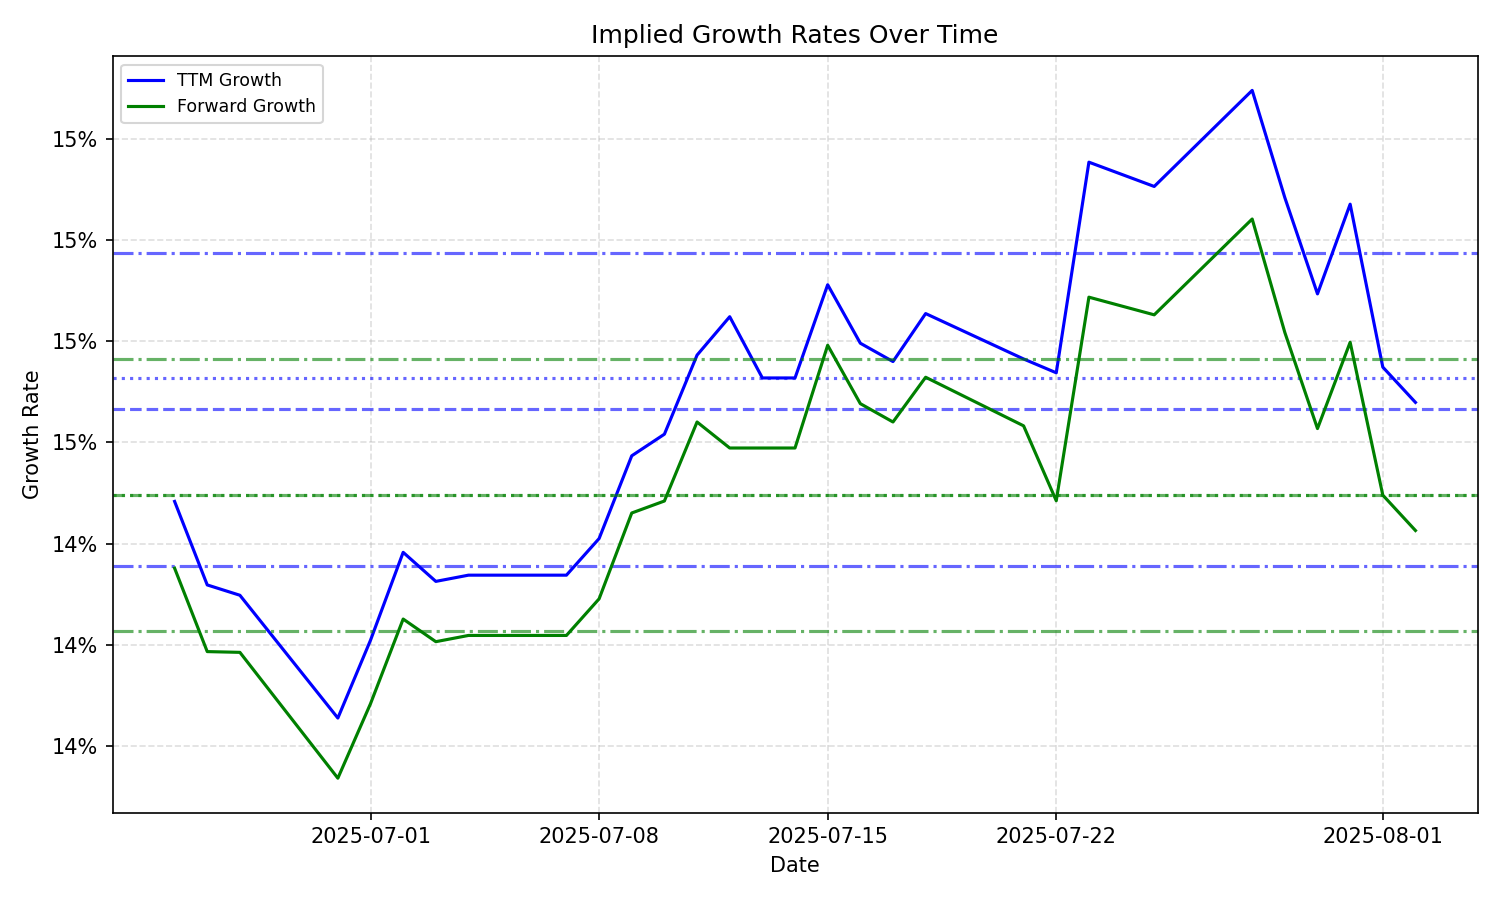 Implied Growth Rates Over Time
TTM Growth
Forward Growth
15%
15%
15%
15%
14%
14%
14%
Growth Rate
2025-07-01
2025-07-08
2025-07-15
2025-07-22
2025-08-01
Date